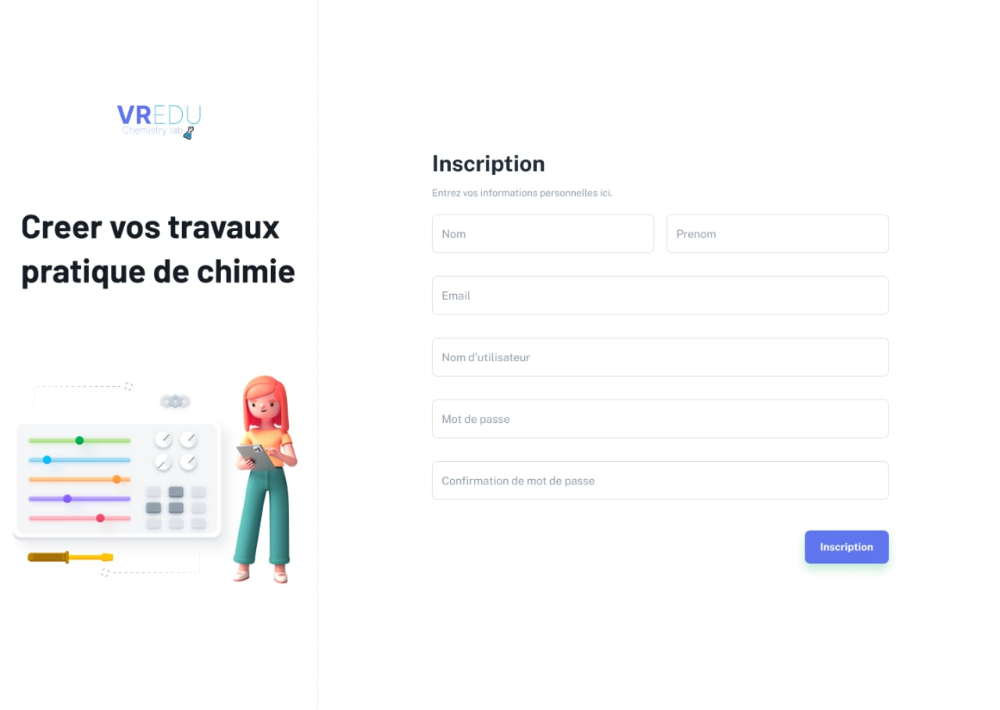 VREDU
Chemistry lab
Creer vos travaux
pratique de chimie
Inscription
Entrez vos informations personnelles ici.
Nom
Prenom
Email
Nom d'utilisateur
Mot de passe
Confirmation de mot de passe
Inscription